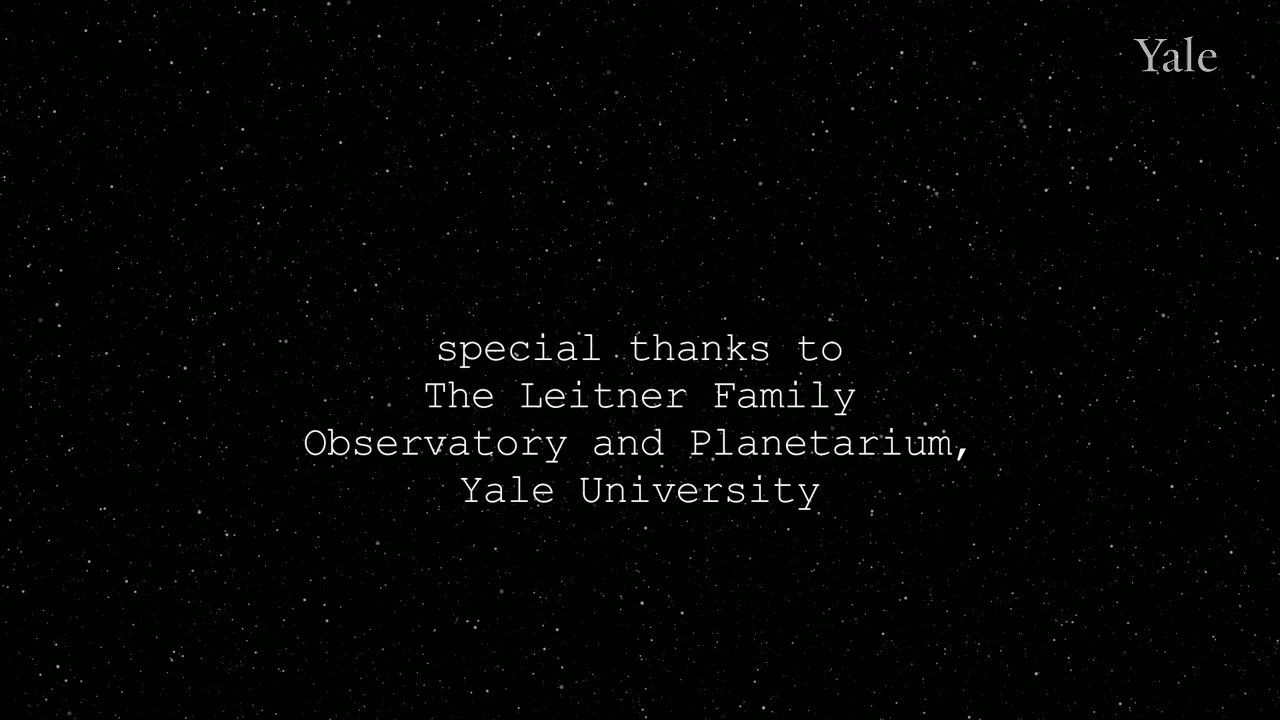 Yale
special thanks to
The Leitner Family
Observatory and Planetarium,
Yale University